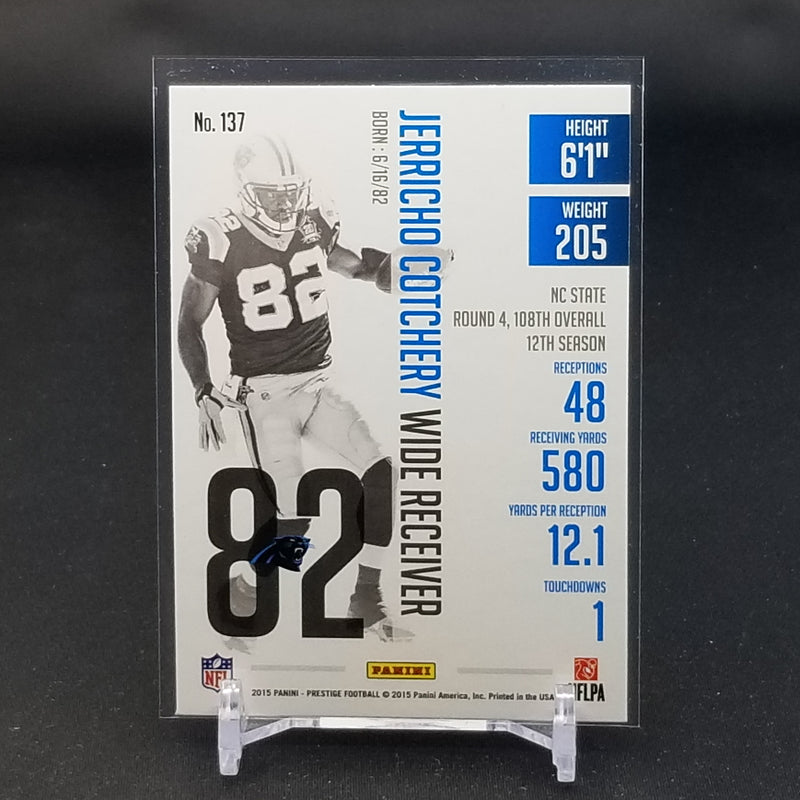 No. 137
JERRICHO COTCHERY WIDE RECEIVER
BORN: 6/16/82
HEIGHT
6'1"
WEIGHT
205
NC STATE
ROUND 4, 108TH OVERALL
12TH SEASON
RECEPTIONS
48
RECEIVING YARDS
580
YARDS PER RECEPTION
12.1
TOUCHDOWNS
1
82
82
82
NFL
PANINI
NFLPA
2015 PANINI - PRESTIGE FOOTBALL © 2015 Panini America, Inc. Printed in the USA